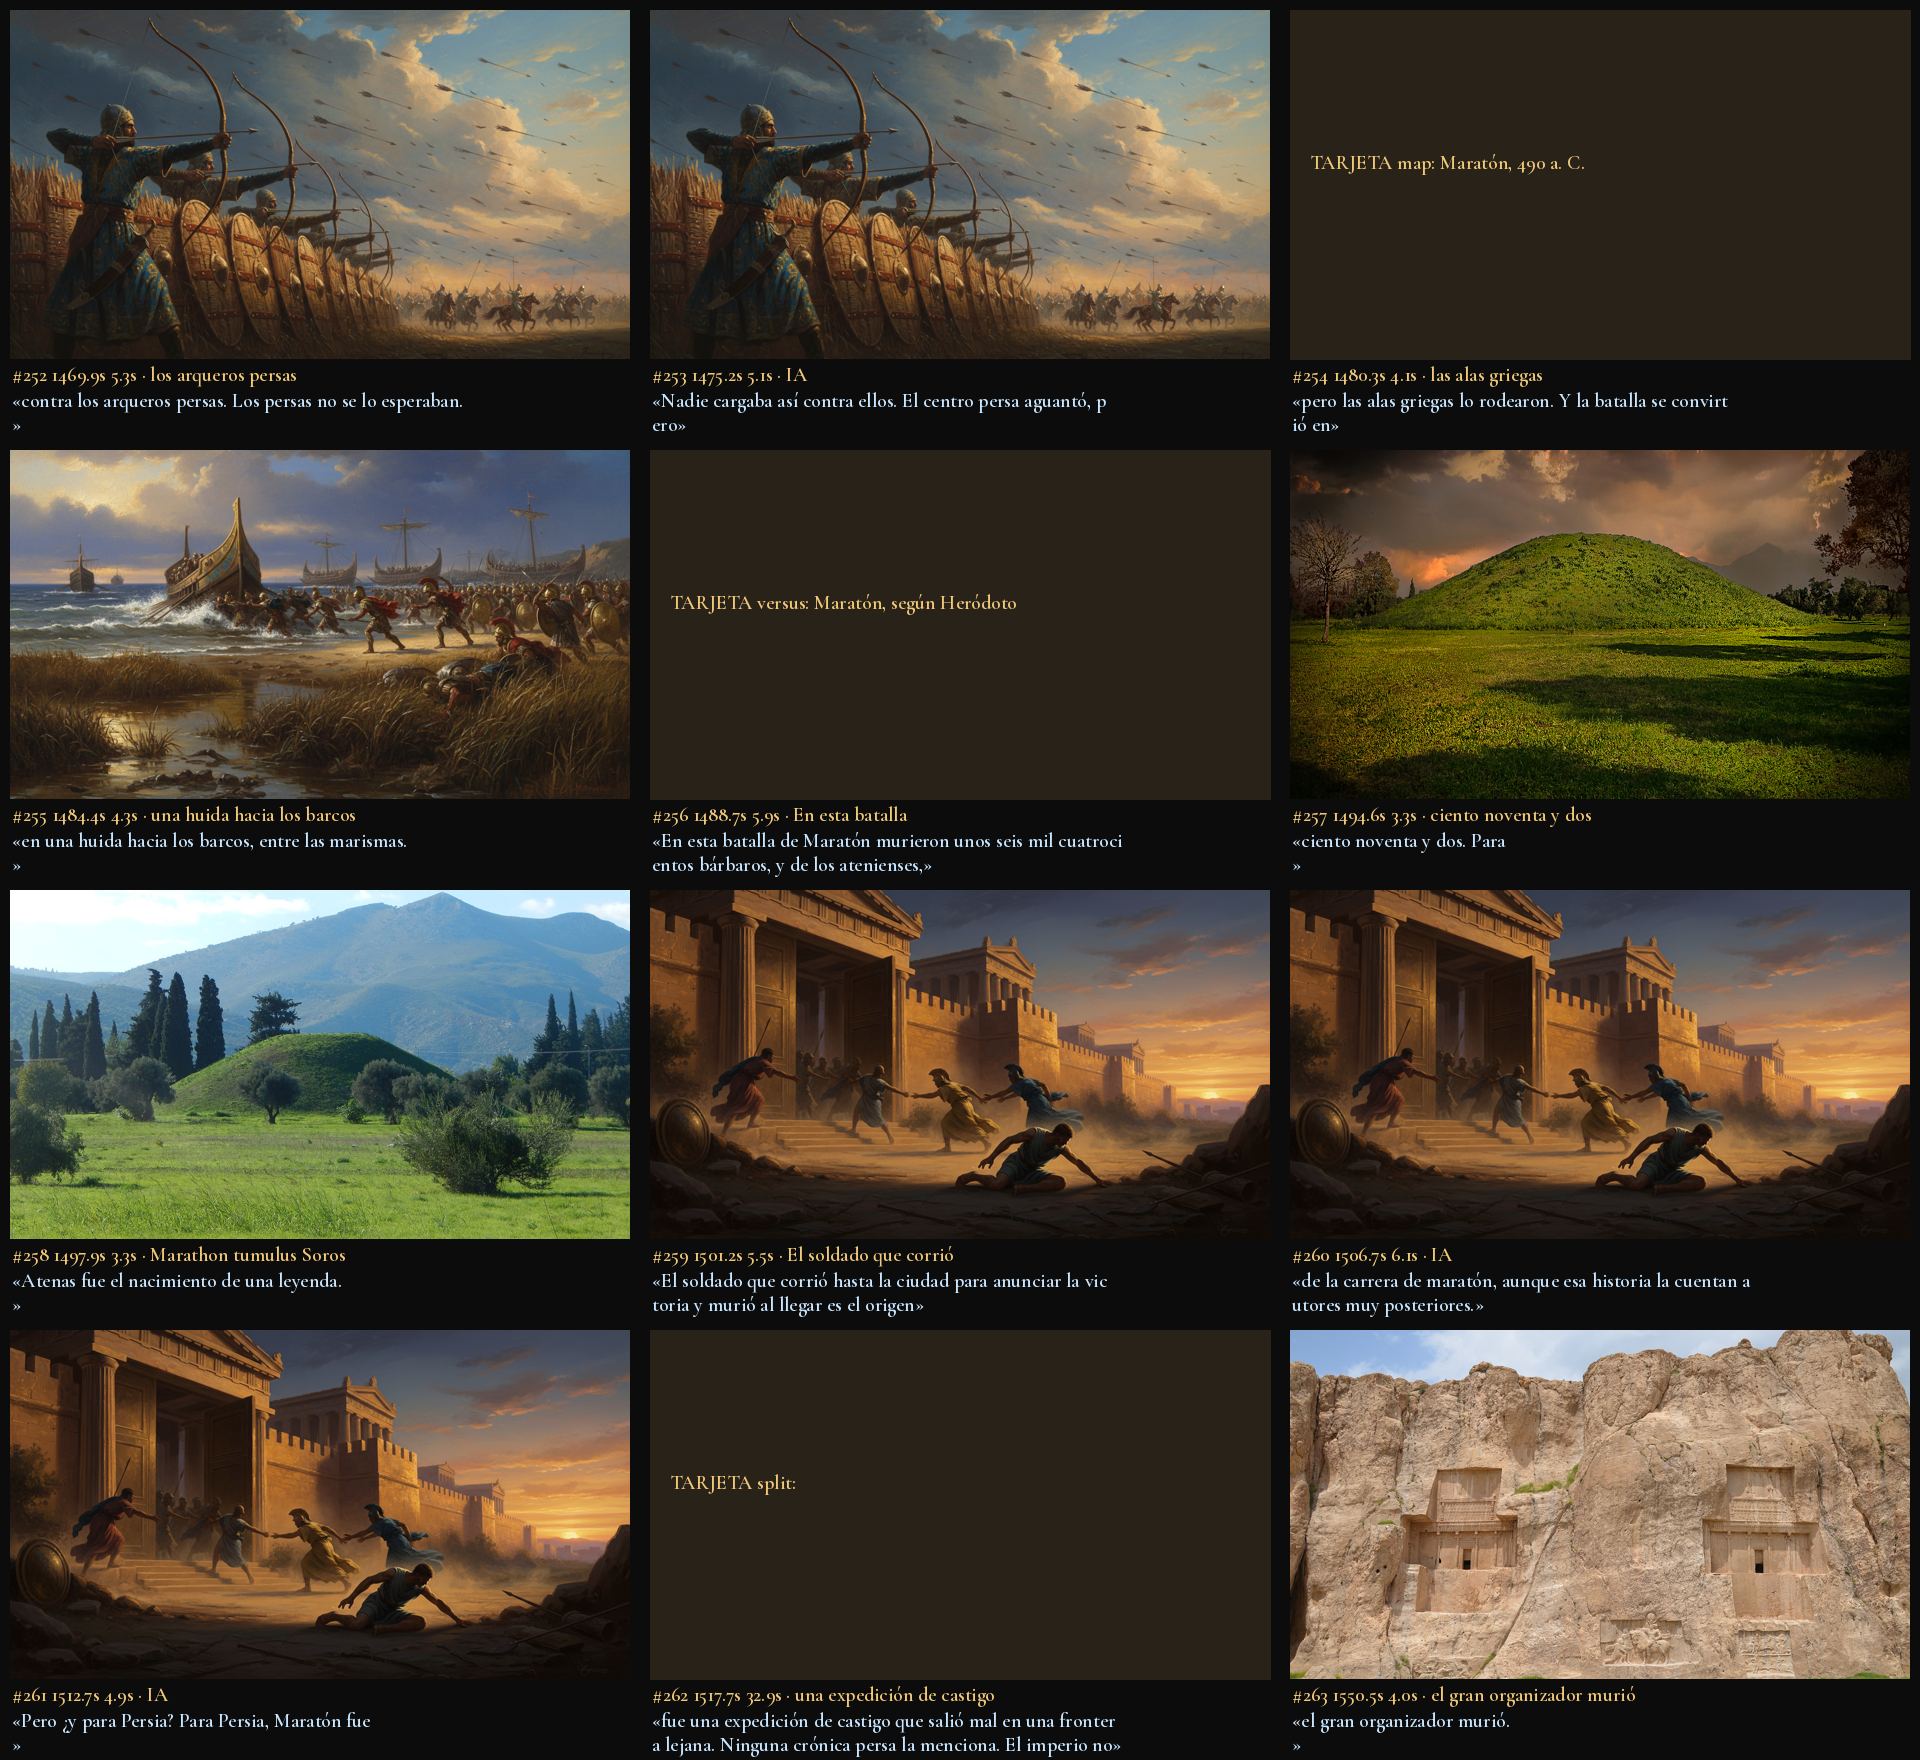 #252 1469.9s 5.3s · los arqueros persas
«contra los arqueros persas. Los persas no se lo esperaban.
»
#253 1475.2s 5.1s · IA
«Nadie cargaba así contra ellos. El centro persa aguantó, p
ero»
TARJETA map: Maratón, 490 a. C.
#254 1480.3s 4.1s · las alas griegas
«pero las alas griegas lo rodearon. Y la batalla se convirt
ió en»
#255 1484.4s 4.3s · una huida hacia los barcos
«en una huida hacia los barcos, entre las marismas.
»
TARJETA versus: Maratón, según Heródoto
#256 1488.7s 5.9s · En esta batalla
«En esta batalla de Maratón murieron unos seis mil cuatroci
entos bárbaros, y de los atenienses,»
#257 1494.6s 3.3s · ciento noventa y dos
«ciento noventa y dos. Para
»
#258 1497.9s 3.3s · Marathon tumulus Soros
«Atenas fue el nacimiento de una leyenda.
»
#259 1501.2s 5.5s · El soldado que corrió
«El soldado que corrió hasta la ciudad para anunciar la vic
toria y murió al llegar es el origen»
#260 1506.7s 6.1s · IA
«de la carrera de maratón, aunque esa historia la cuentan a
utores muy posteriores.»
#261 1512.7s 4.9s · IA
«Pero ¿y para Persia? Para Persia, Maratón fue
»
TARJETA split:
#262 1517.7s 32.9s · una expedición de castigo
«fue una expedición de castigo que salió mal en una fronter
a lejana. Ninguna crónica persa la menciona. El imperio no»
#263 1550.5s 4.0s · el gran organizador murió
«el gran organizador murió.
»